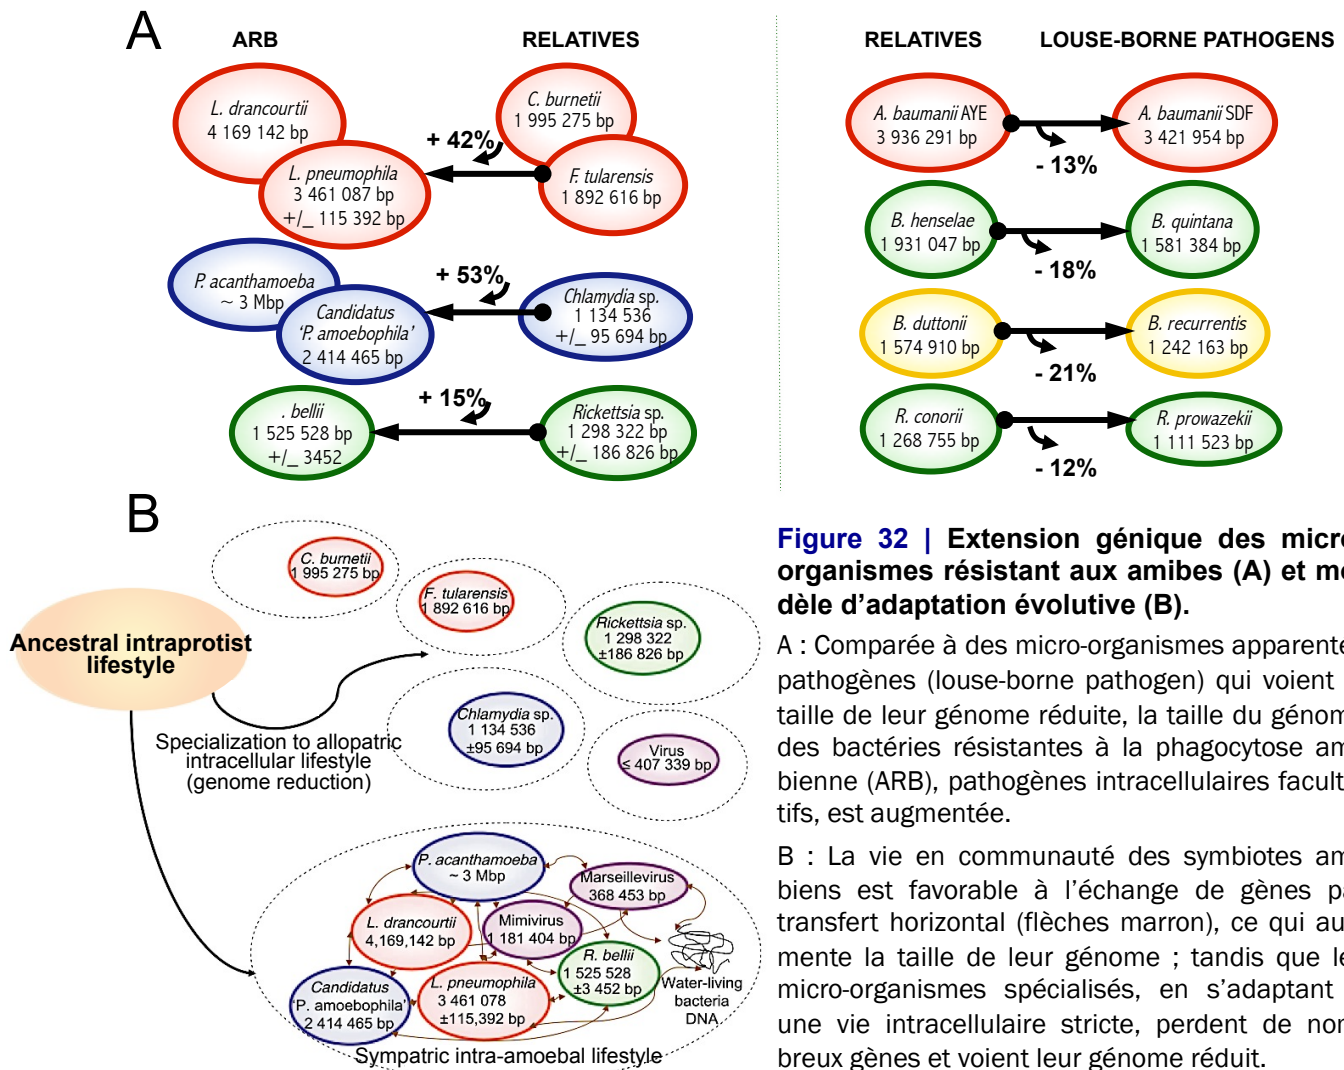 A
ARB
RELATIVES
L. drancourtii
4 169 142 bp
L. pneumophila
3 461 087 bp
+/_ 115 392 bp
+ 42%
C. burnetii
1 995 275 bp
F. tularensis
1 892 616 bp
P. acanthamoeba
~ 3 Mbp
Candidatus
'P. amoebophila'
2 414 465 bp
+ 53%
Chlamydia sp.
1 134 536
+/_ 95 694 bp
. bellii
1 525 528 bp
+/_ 3452
+ 15%
Rickettsia sp.
1 298 322 bp
+/_ 186 826 bp
RELATIVES
LOUSE-BORNE PATHOGENS
A. baumanii AYE
3 936 291 bp
- 13%
A. baumanii SDF
3 421 954 bp
B. henselae
1 931 047 bp
- 18%
B. quintana
1 581 384 bp
B. duttonii
1 574 910 bp
- 21%
B. recurrentis
1 242 163 bp
R. conorii
1 268 755 bp
- 12%
R. prowazekii
1 111 523 bp
B
Ancestral intraprotist
lifestyle
C. burnetii
1 995 275 bp
F. tularensis
1 892 616 bp
Rickettsia sp.
1 298 322
±186 826 bp
Chlamydia sp.
1 134 536
±95 694 bp
Virus
≤ 407 339 bp
Specialization to allopatric
intracellular lifestyle
(genome reduction)
P. acanthamoeba
~ 3 Mbp
Marseillevirus
368 453 bp
L. drancourtii
4,169,142 bp
Mimivirus
1 181 404 bp
R. bellii
1 525 528
±3 452 bp
Candidatus
'P. amoebophila'
2 414 465 bp
L. pneumophila
3 461 078
±115,392 bp
Water-living
bacteria
DNA
Sympatric intra-amoebal lifestyle
Figure 32 | Extension génique des micro
organismes résistant aux amibes (A) et mo
dèle d'adaptation évolutive (B).
A : Comparée à des micro-organismes apparenté
pathogènes (louse-borne pathogen) qui voient
taille de leur génome réduite, la taille du génom
des bactéries résistantes à la phagocytose am
bienne (ARB), pathogènes intracellulaires facult
tifs, est augmentée.
B : La vie en communauté des symbiotes am
biens est favorable à l'échange de gènes pa
transfert horizontal (flèches marron), ce qui au
mente la taille de leur génome ; tandis que le
micro-organismes spécialisés, en s'adaptant
une vie intracellulaire stricte, perdent de nom
breux gènes et voient leur génome réduit.